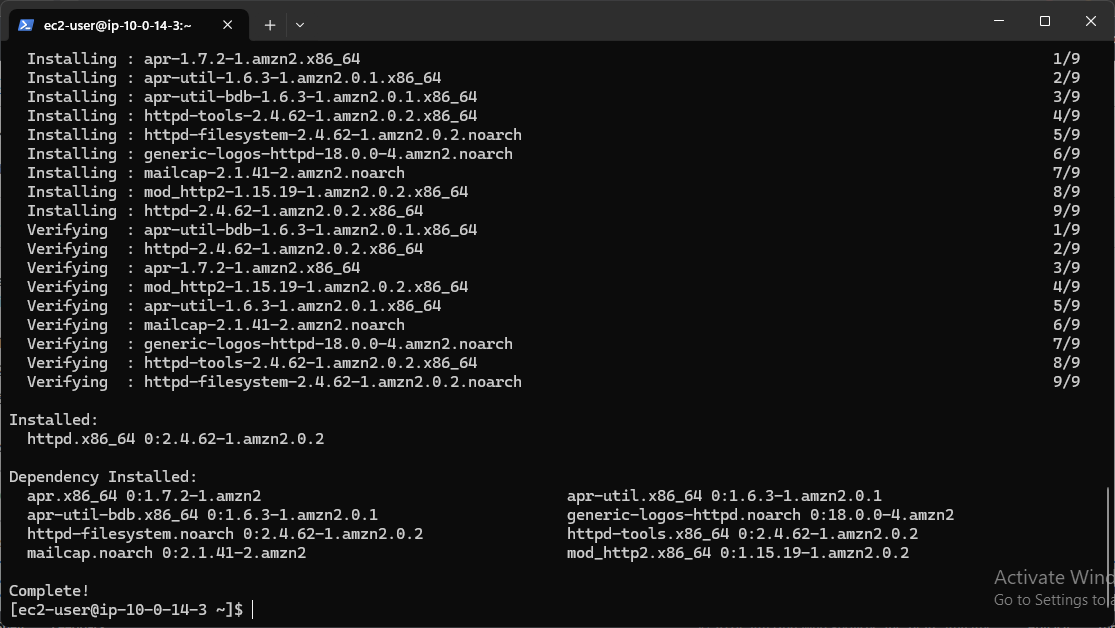 ec2-user@ip-10-0-14-3:~
Installing : apr-1.7.2-1.amzn2.x86_64 1/9
Installing : apr-util-1.6.3-1.amzn2.0.1.x86_64 2/9
Installing : apr-util-bdb-1.6.3-1.amzn2.0.1.x86_64 3/9
Installing : httpd-tools-2.4.62-1.amzn2.0.2.x86_64 4/9
Installing : httpd-filesystem-2.4.62-1.amzn2.0.2.noarch 5/9
Installing : generic-logos-httpd-18.0.0-4.amzn2.noarch 6/9
Installing : mailcap-2.1.41-2.amzn2.noarch 7/9
Installing : mod_http2-1.15.19-1.amzn2.0.2.x86_64 8/9
Installing : httpd-2.4.62-1.amzn2.0.2.x86_64 9/9
Verifying : apr-util-bdb-1.6.3-1.amzn2.0.1.x86_64 1/9
Verifying : httpd-2.4.62-1.amzn2.0.2.x86_64 2/9
Verifying : apr-1.7.2-1.amzn2.x86_64 3/9
Verifying : mod_http2-1.15.19-1.amzn2.0.2.x86_64 4/9
Verifying : apr-util-1.6.3-1.amzn2.0.1.x86_64 5/9
Verifying : mailcap-2.1.41-2.amzn2.noarch 6/9
Verifying : generic-logos-httpd-18.0.0-4.amzn2.noarch 7/9
Verifying : httpd-tools-2.4.62-1.amzn2.0.2.x86_64 8/9
Verifying : httpd-filesystem-2.4.62-1.amzn2.0.2.noarch 9/9
Installed:
httpd.x86_64 0:2.4.62-1.amzn2.0.2
Dependency Installed:
apr.x86_64 0:1.7.2-1.amzn2 apr-util.x86_64 0:1.6.3-1.amzn2.0.1
apr-util-bdb.x86_64 0:1.6.3-1.amzn2.0.1 generic-logos-httpd.noarch 0:18.0.0-4.amzn2
httpd-filesystem.noarch 0:2.4.62-1.amzn2.0.2 httpd-tools.x86_64 0:2.4.62-1.amzn2.0.2
mailcap.noarch 0:2.1.41-2.amzn2 mod_http2.x86_64 0:1.15.19-1.amzn2.0.2
Complete!
[ec2-user@ip-10-0-14-3 ~]$
Activate Wind
Go to Settings to a